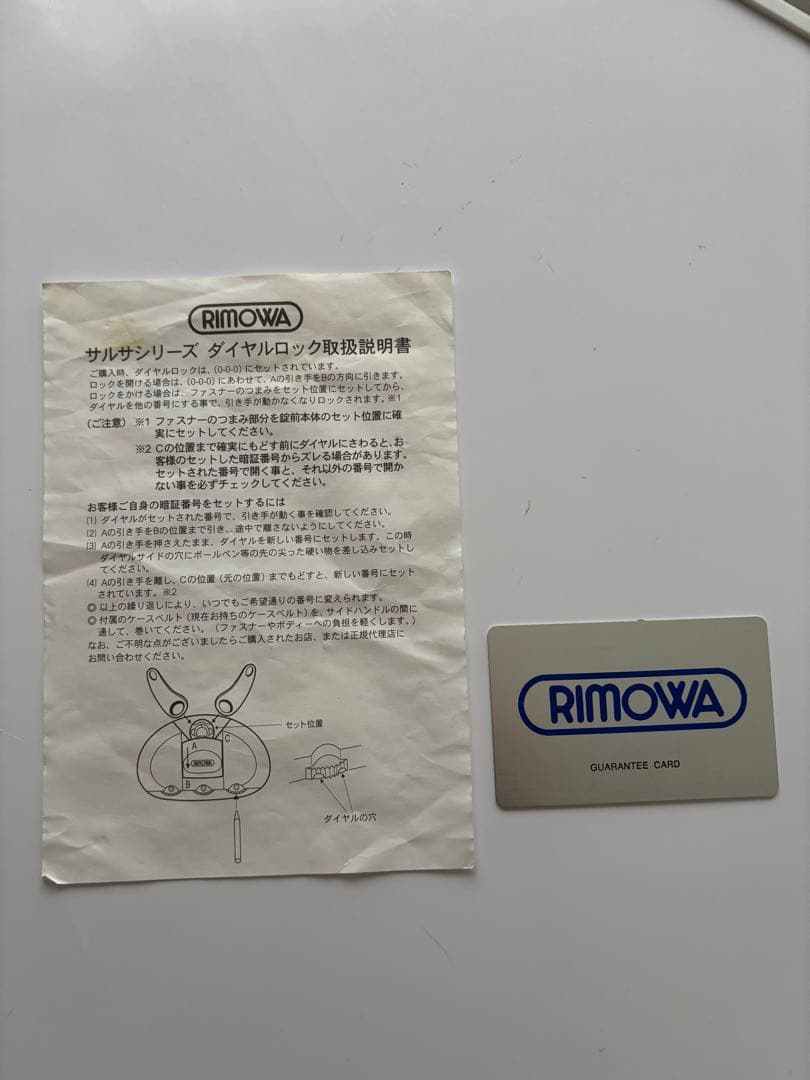 RIMOWA
サルサシリーズ ダイヤルロック取扱説明書
ご購入時、ダイヤルロックは、(0-0-0)にセットされています。
ロックを開ける場合は、(0-0-0)にあわせて、Aの引き手をBの方向に引きます。
ロックをかける場合は、ファスナーのつまみをセット位置にセットしてから、
ダイヤルを他の番号にする事で、引き手が動かなくなりロックされます。※1
(ご注意) ※1 ファスナーのつまみ部分を錠前本体のセット位置に確
実にセットしてください。
※2 Cの位置まで確実にもどす前にダイヤルにさわると、お
客様のセットした暗証番号からズレる場合があります。
セットされた番号で開く事と、それ以外の番号で開か
ない事を必ずチェックしてください。
お客様ご自身の暗証番号をセットするには
(1) ダイヤルがセットされた番号で、引き手が動く事を確認してください。
(2) Aの引き手をBの位置まで引き、途中で離さないようにしてください。
(3) Aの引き手を押さえたまま、ダイヤルを新しい番号にセットします。この時
ダイヤルサイドの穴にボールペン等の先の尖った硬い物を差し込みセットし
てください。
(4) Aの引き手を離し、Cの位置(元の位置)までもどすと、新しい番号にセット
されています。※2
◎ 以上の繰り返しにより、いつでもご希望通りの番号に変えられます。
◎ 付属のケースベルト(現在お持ちのケースベルト)を、サイドハンドルの間に
通して、巻いてください。(ファスナーやボディーへの負担を軽くします。)
なお、ご不明な点がございましたらご購入されたお店、または正規代理店に
お問い合わせください。
セット位置
A
C
RIMOWA
B
ダイヤルの穴
RIMOWA
GUARANTEE CARD